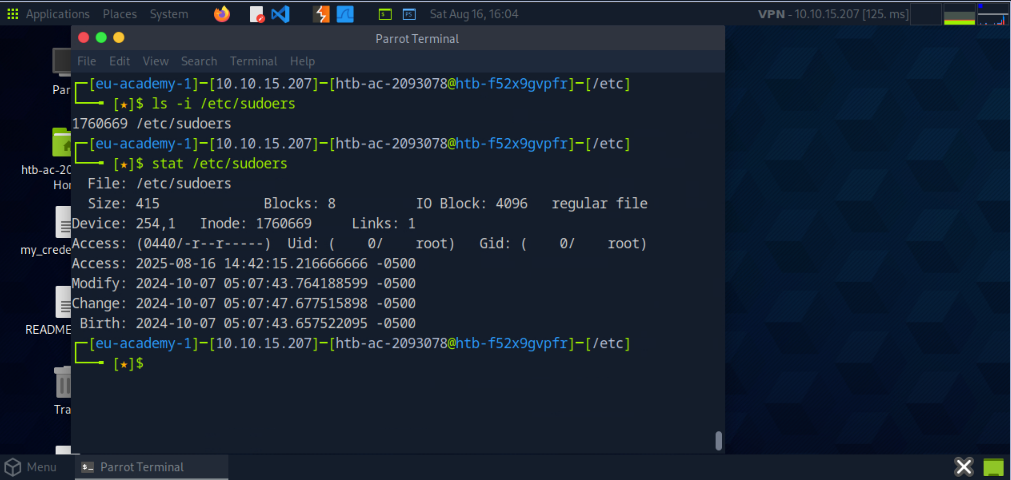 Applications Places System Sat Aug 16, 16:04 VPN - 10.10.15.207 [125. ms]
Parrot Terminal
File Edit View Search Terminal Help
┌─[eu-academy-1]─[10.10.15.207]─[htb-ac-2093078@htb-f52x9gvpfr]─[/etc]
└──╼ [★]$ ls -i /etc/sudoers
1760669 /etc/sudoers
┌─[eu-academy-1]─[10.10.15.207]─[htb-ac-2093078@htb-f52x9gvpfr]─[/etc]
└──╼ [★]$ stat /etc/sudoers
  File: /etc/sudoers
  Size: 415             Blocks: 8          IO Block: 4096   regular file
Device: 254,1   Inode: 1760669     Links: 1
Access: (0440/-r--r-----)  Uid: (    0/    root)   Gid: (    0/    root)
Access: 2025-08-16 14:42:15.216666666 -0500
Modify: 2024-10-07 05:07:43.764188599 -0500
Change: 2024-10-07 05:07:47.677515898 -0500
 Birth: 2024-10-07 05:07:43.657522095 -0500
┌─[eu-academy-1]─[10.10.15.207]─[htb-ac-2093078@htb-f52x9gvpfr]─[/etc]
└──╼ [★]$
Par
htb-ac-20
Hor
my_crede
README
Tra
Menu Parrot Terminal